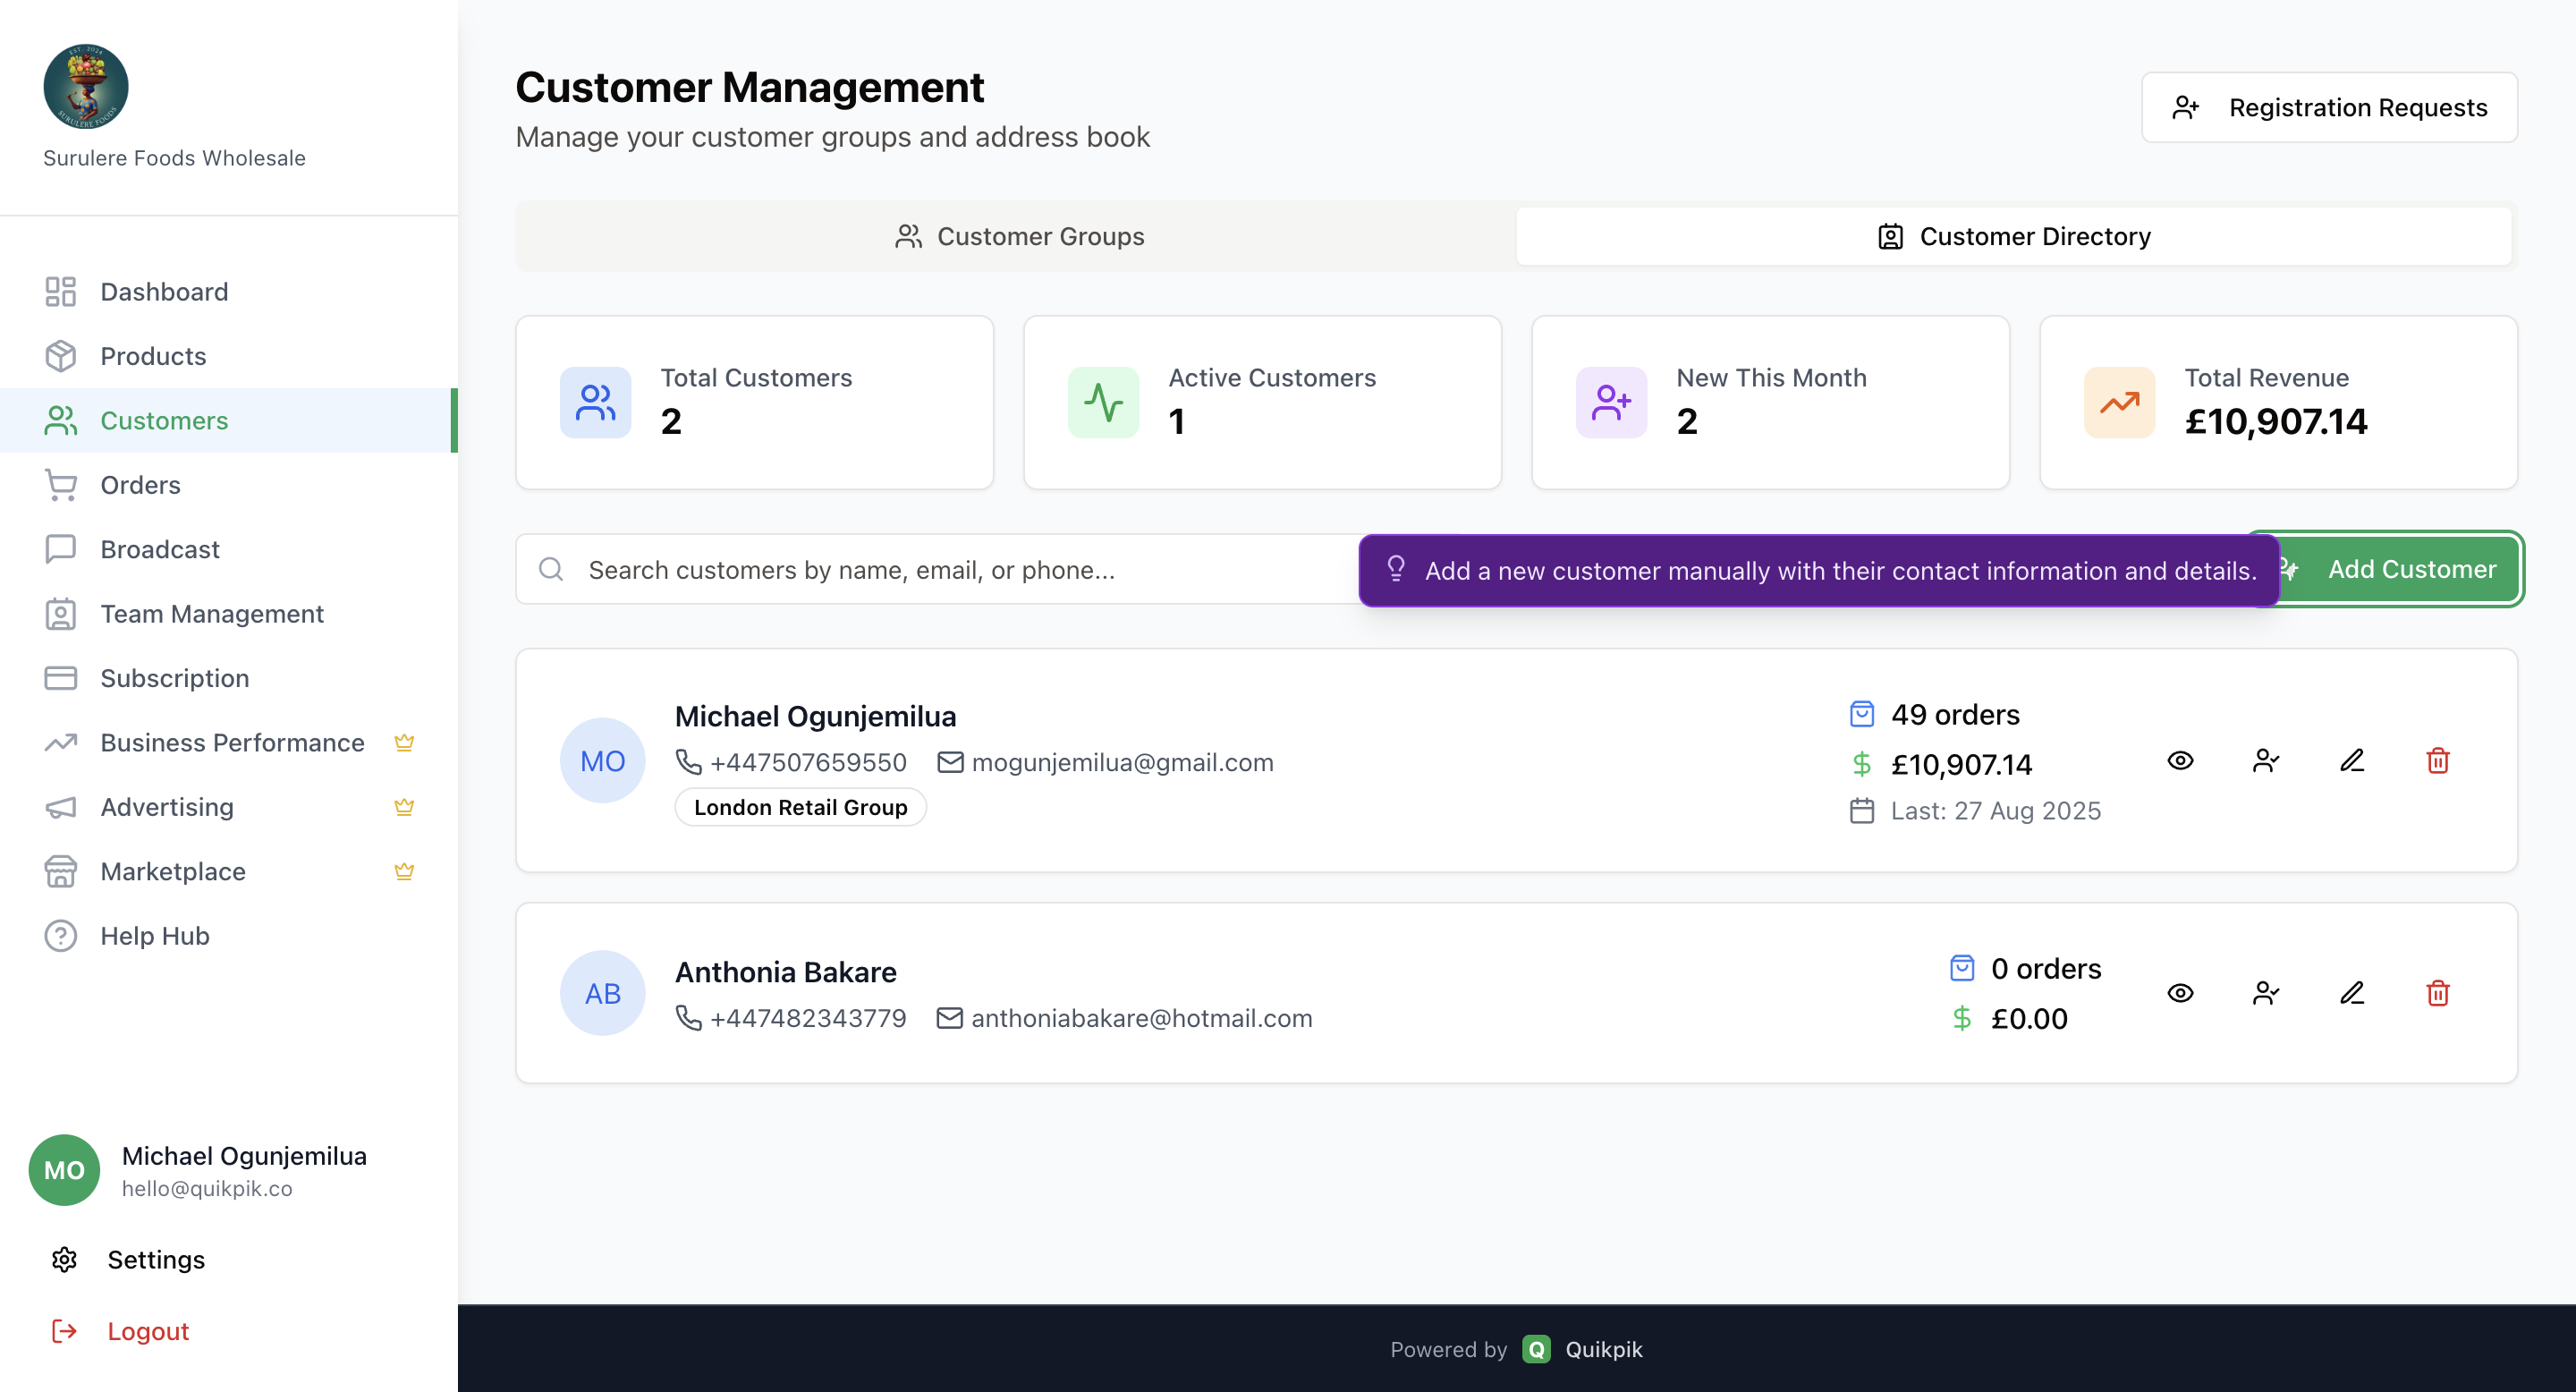 EST. 2024
SURULERE FOODS
Surulere Foods Wholesale
Dashboard
Products
Customers
Orders
Broadcast
Team Management
Subscription
Business Performance
Advertising
Marketplace
Help Hub
MO
Michael Ogunjemilua
hello@quikpik.co
Settings
Logout
Customer Management
Manage your customer groups and address book
Registration Requests
Customer Groups
Customer Directory
Total Customers
2
Active Customers
1
New This Month
2
Total Revenue
£10,907.14
Search customers by name, email, or phone...
Add a new customer manually with their contact information and details.
Add Customer
MO
Michael Ogunjemilua
+447507659550 mogunjemilua@gmail.com
London Retail Group
49 orders
£10,907.14
Last: 27 Aug 2025
AB
Anthonia Bakare
+447482343779 anthoniabakare@hotmail.com
0 orders
£0.00
Powered by Q Quikpik